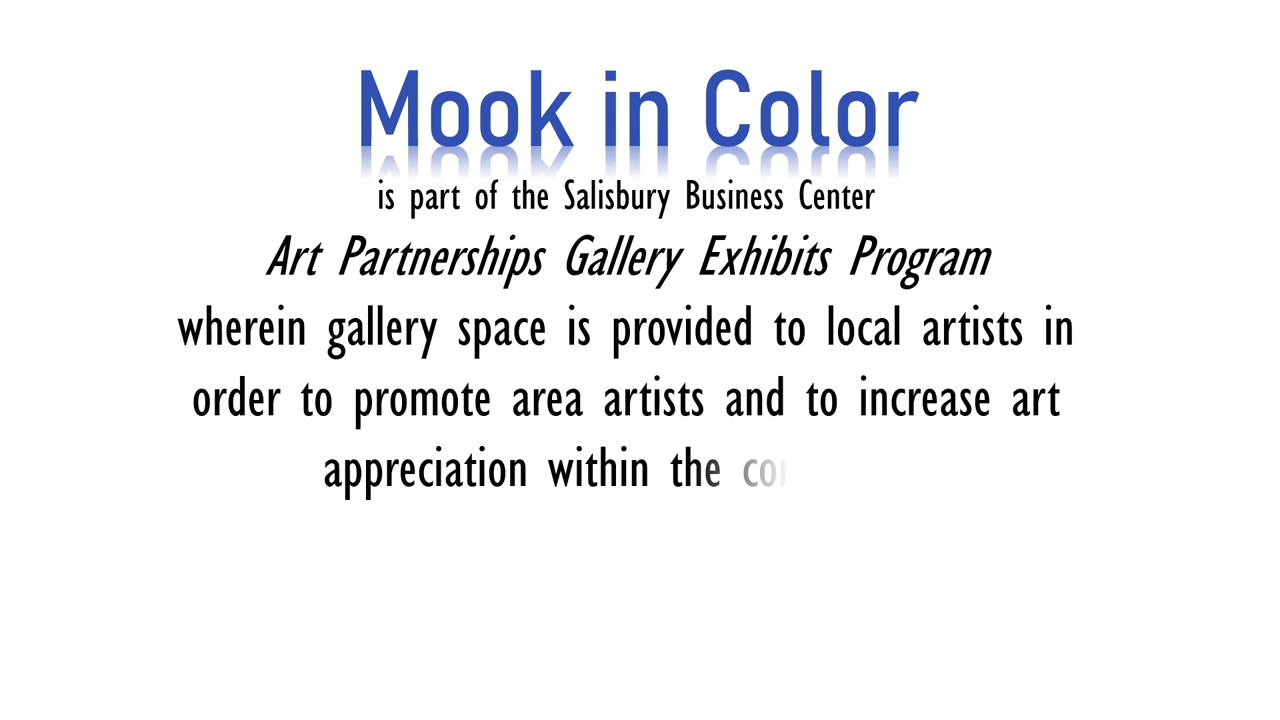 Mook in Color
is part of the Salisbury Business Center
Art Partnerships Gallery Exhibits Program
wherein gallery space is provided to local artists in
order to promote area artists and to increase art
appreciation within the